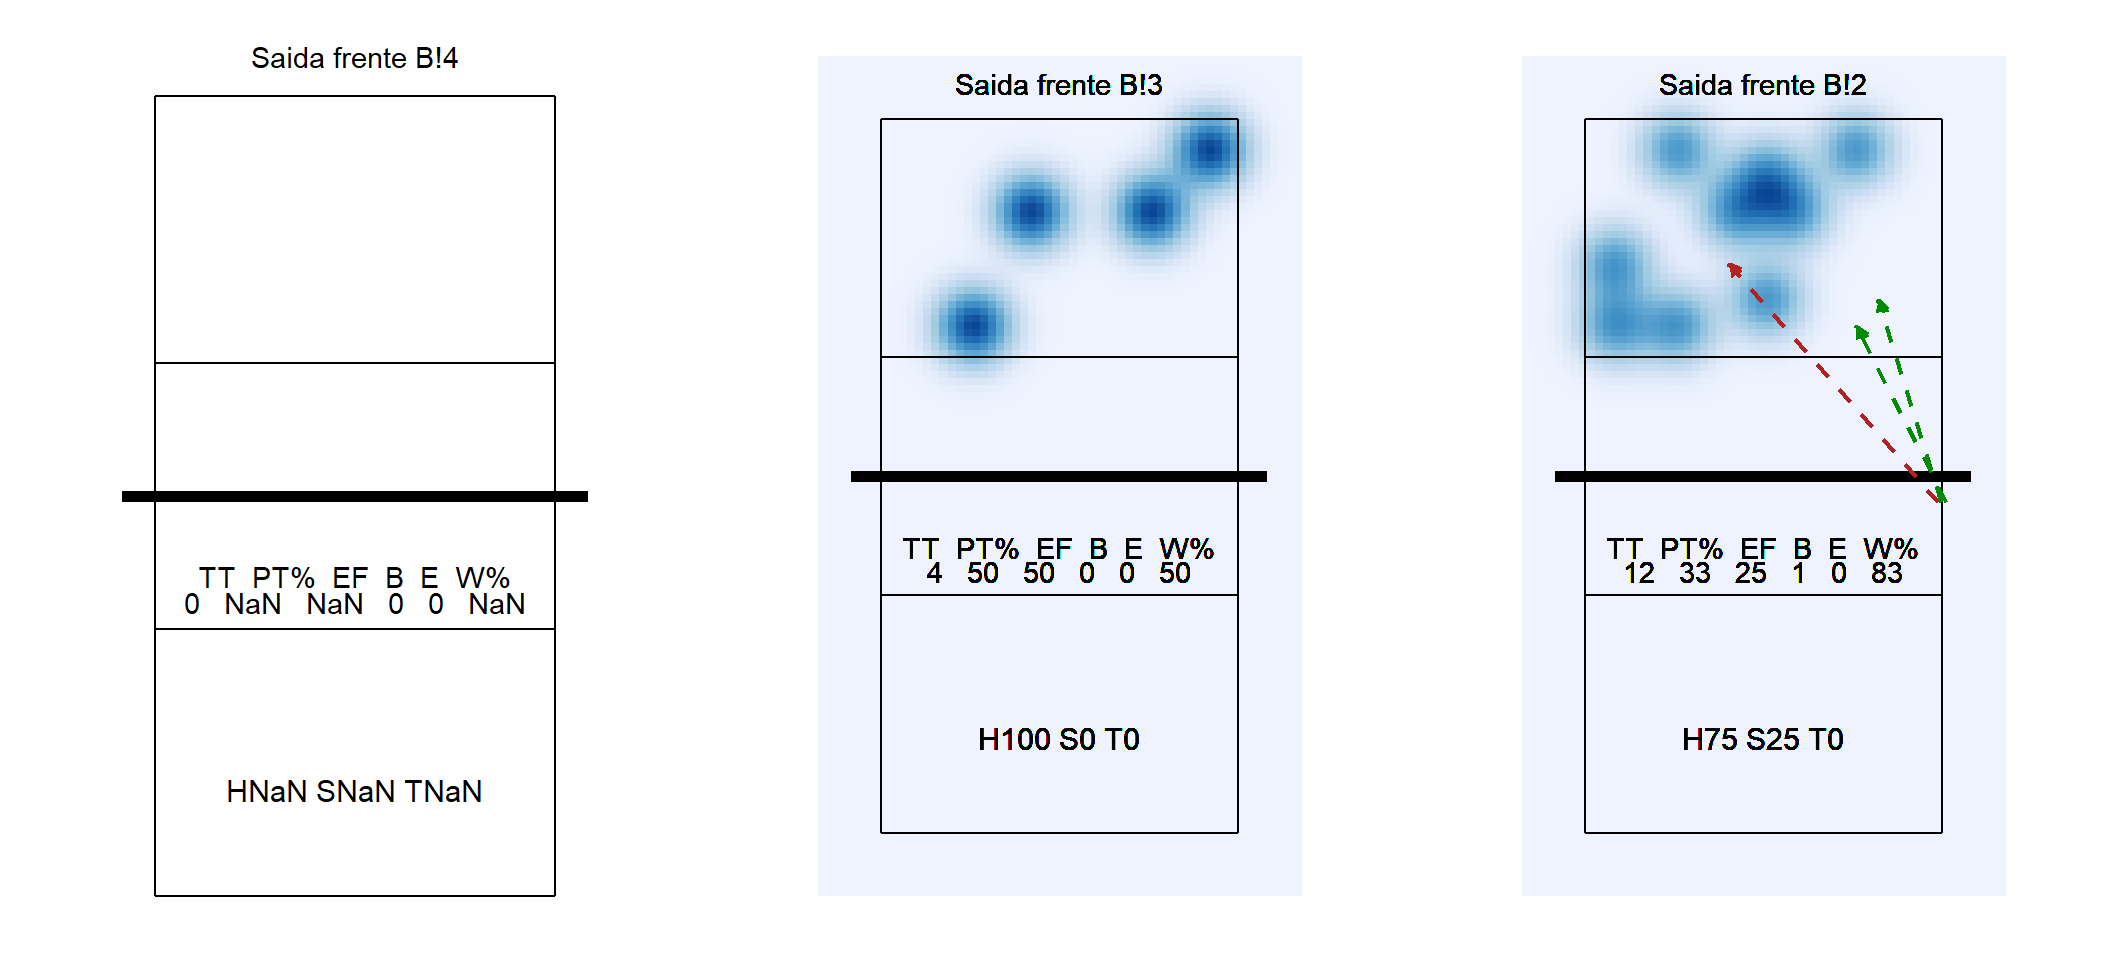 Saida frente B!4
TT PT% EF B E W%
0 NaN NaN 0 0 NaN
HNaN SNaN TNaN
Saida frente B!3
TT PT% EF B E W%
4 50 50 0 0 50
H100 S0 T0
Saida frente B!2
TT PT% EF B E W%
12 33 25 1 0 83
H75 S25 T0